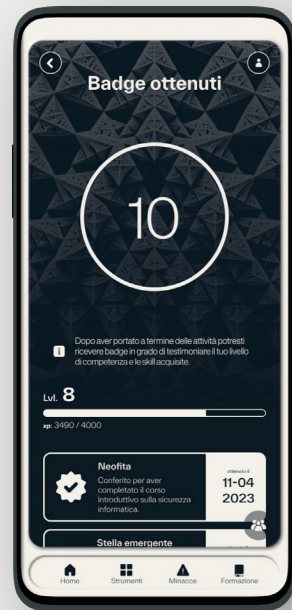 Badge ottenuti
10
Dopo aver portato a termine delle attività potresti
ricevere badge in grado di testimoniare il tuo livello
di competenza e le skill acquisite.
Lvl. 8
xp: 3490 / 4000
Neofita
Conferito per aver
completato il corso
introduttivo sulla sicurezza
informatica.
ottenuto il
11-04
2023
Stella emergente
Home
Strumenti
Minacce
Formazione